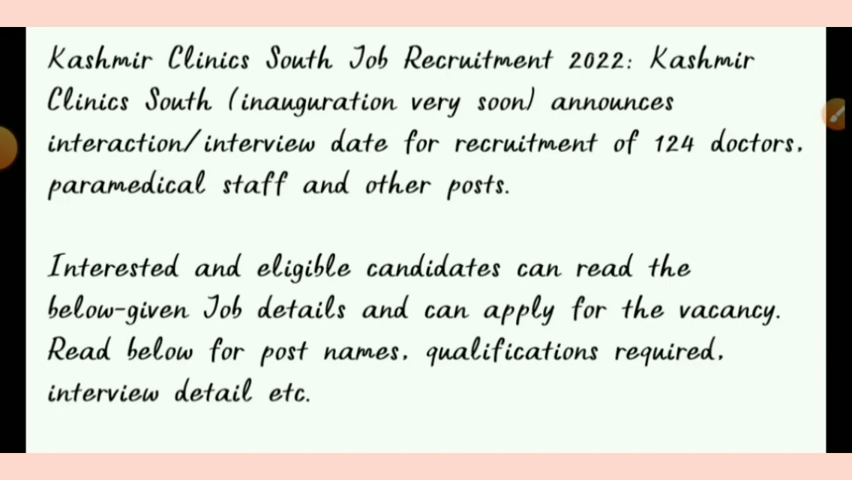 Kashmir Clinics South Job Recruitment 2022: Kashmir
Clinics South (inauguration very soon) announces
interaction/interview date for recruitment of 124 doctors,
paramedical staff and other posts.
Interested and eligible candidates can read the
below-given Job details and can apply for the vacancy.
Read below for post names, qualifications required,
interview detail etc.